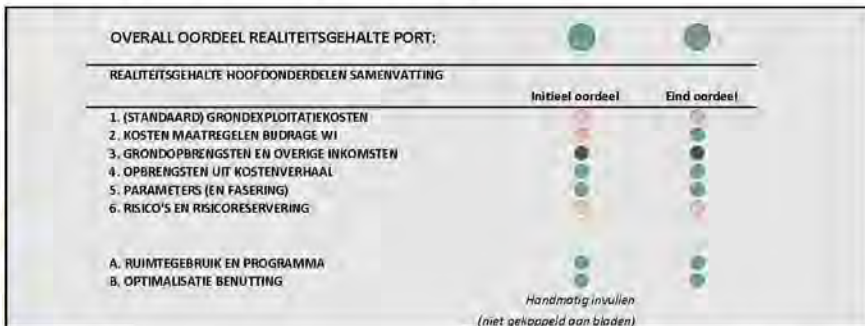 OVERALL OORDEEL REALITEITSGEHALTE PORT:
REALITEITSGEHALTE HOOFDONDERDELEN SAMENVATTING
Initieel oordeel Eind oordeel
1. (STANDAARD) GRONDEXPLOITATIEKOSTEN
2. KOSTEN MAATREGELEN BIJDRAGE WI
3. GRONDOPBRENGSTEN EN OVERIGE INKOMSTEN
4. OPBRENGSTEN UIT KOSTENVERHAAL
5. PARAMETERS (EN FASERING)
6. RISICO'S EN RISICORESERVERING
A. RUIMTEGEBRUIK EN PROGRAMMA
B. OPTIMALISATIE BENUTTING
Handmatig invullen
(niet gekoppeld aan bladen)